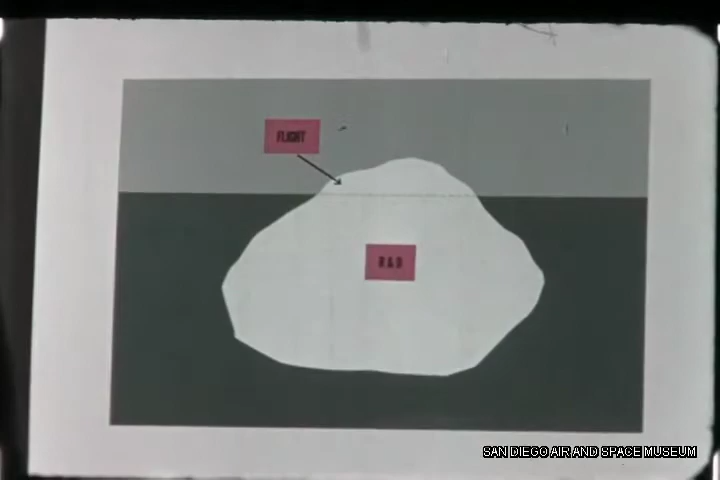 FLIGHT
R & D
SAN DIEGO AIR AND SPACE MUSEUM